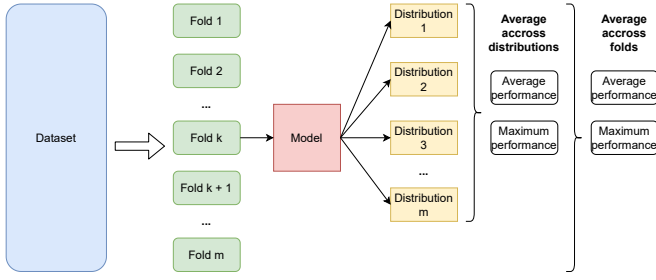 Dataset
Fold 1
Fold 2
...
Fold k
Fold k + 1
...
Fold m
Model
Distribution
1
Distribution
2
Distribution
3
...
Distribution
m
Average
accross
distributions
Average
performance
Maximum
performance
Average
accross
folds
Average
performance
Maximum
performance